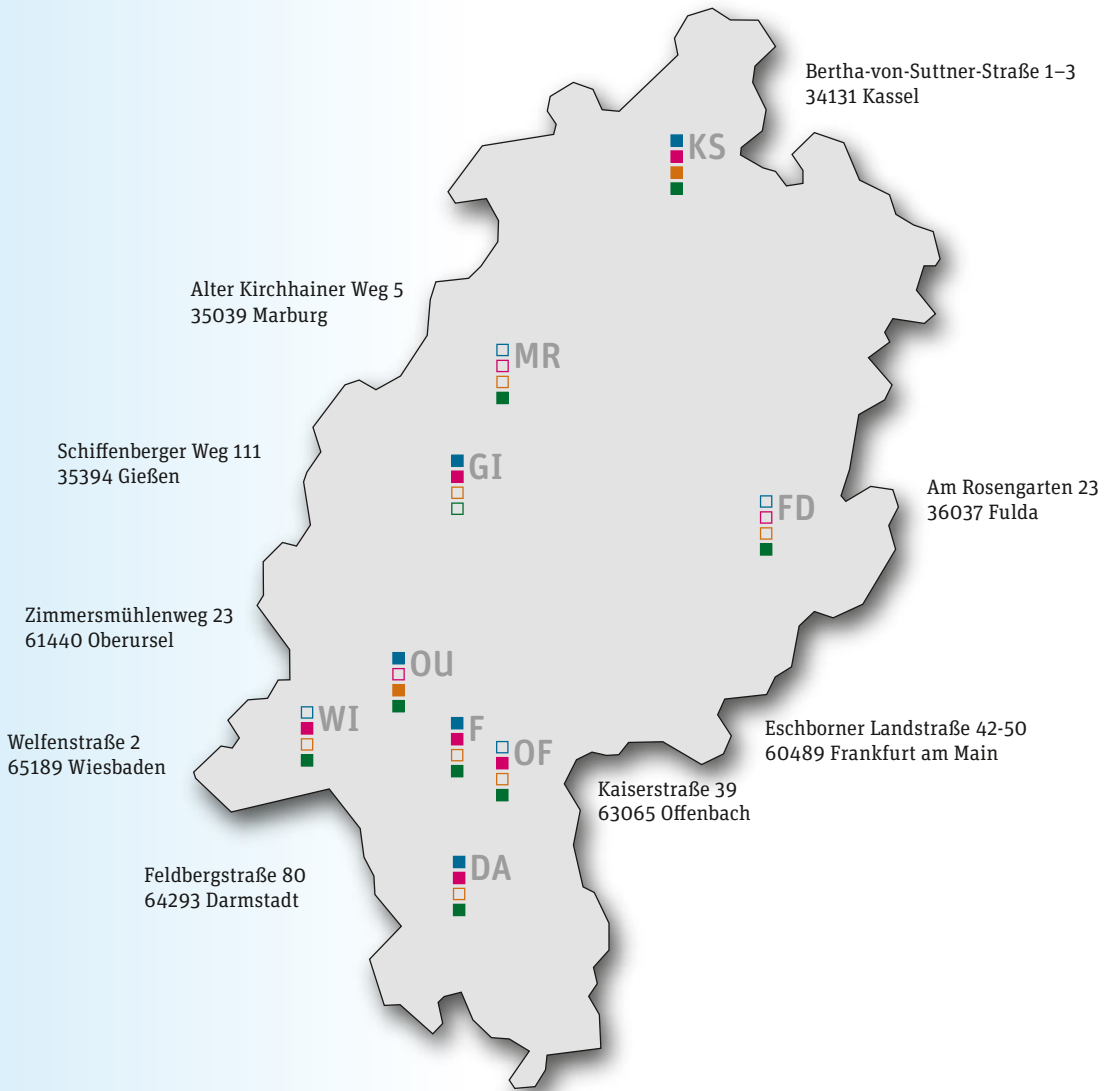 Bertha-von-Suttner-Straße 1–3
34131 Kassel
KS
Alter Kirchhainer Weg 5
35039 Marburg
MR
Schiffenberger Weg 111
35394 Gießen
GI
Am Rosengarten 23
36037 Fulda
FD
Zimmersmühlenweg 23
61440 Oberursel
OU
WI
Welfenstraße 2
65189 Wiesbaden
F
Eschborner Landstraße 42-50
60489 Frankfurt am Main
OF
Kaiserstraße 39
63065 Offenbach
DA
Feldbergstraße 80
64293 Darmstadt